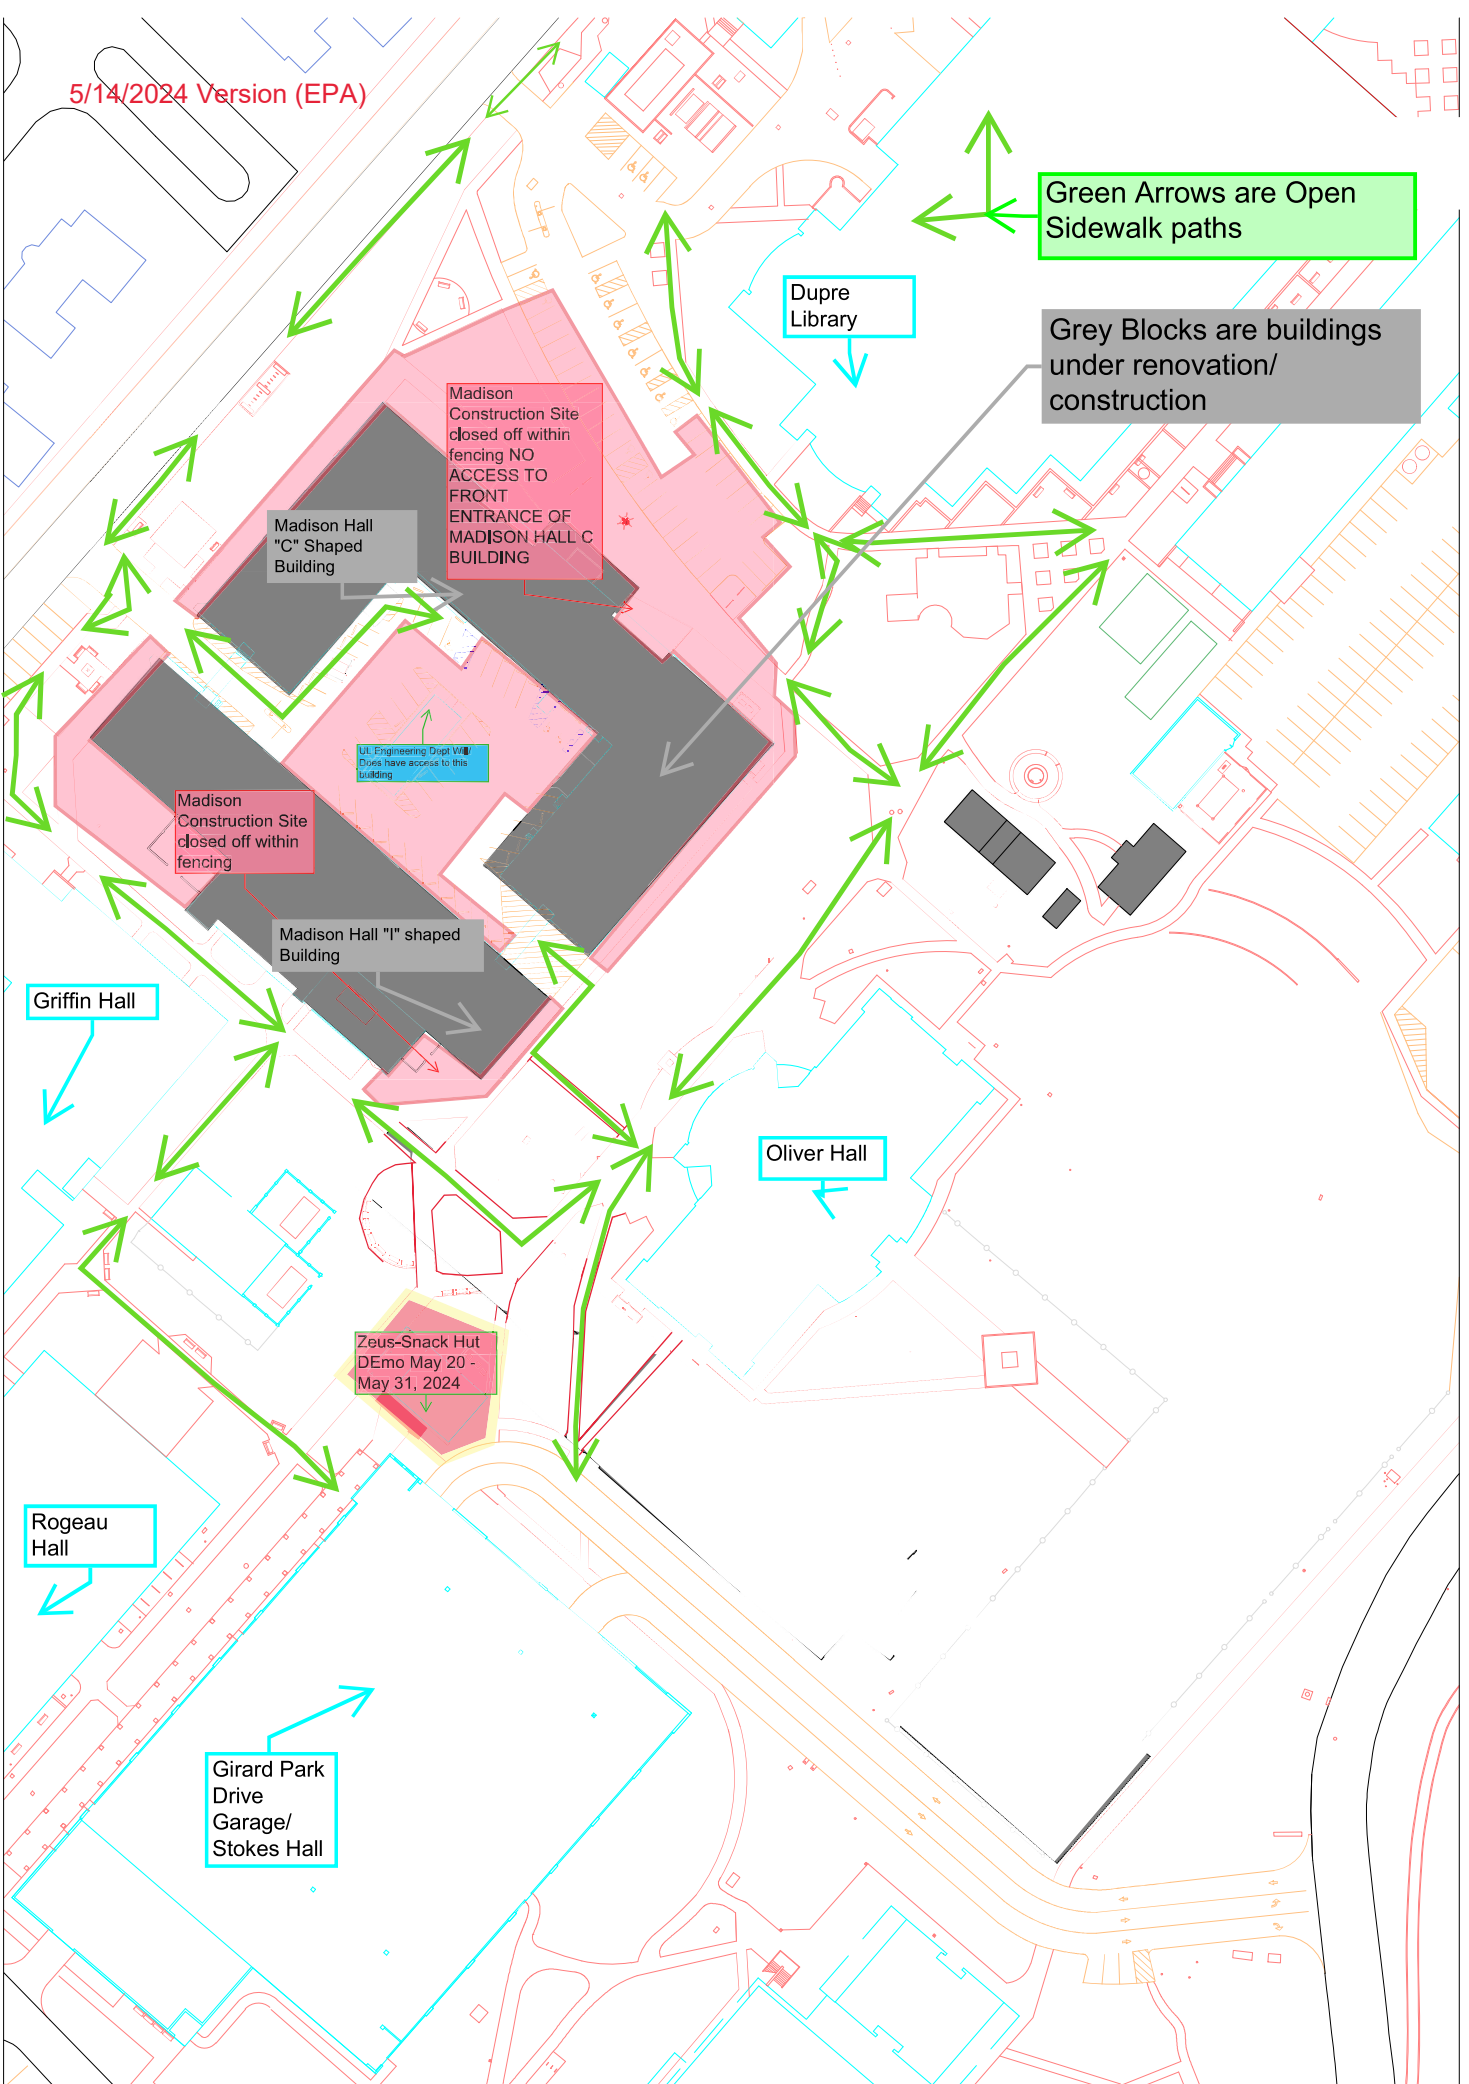 5/14/2024 Version (EPA)
Green Arrows are Open
Sidewalk paths
Dupre
Library
Grey Blocks are buildings
under renovation/
construction
Madison
Construction Site
closed off within
fencing NO
ACCESS TO
FRONT
ENTRANCE OF
MADISON HALL C
BUILDING
Madison Hall
"C" Shaped
Building
UL Engineering Dept Will/
Does have access to this
building
Madison
Construction Site
closed off within
fencing
Madison Hall "I" shaped
Building
Griffin Hall
Oliver Hall
Zeus-Snack Hut
DEmo May 20 -
May 31, 2024
Rogeau
Hall
Girard Park
Drive
Garage/
Stokes Hall